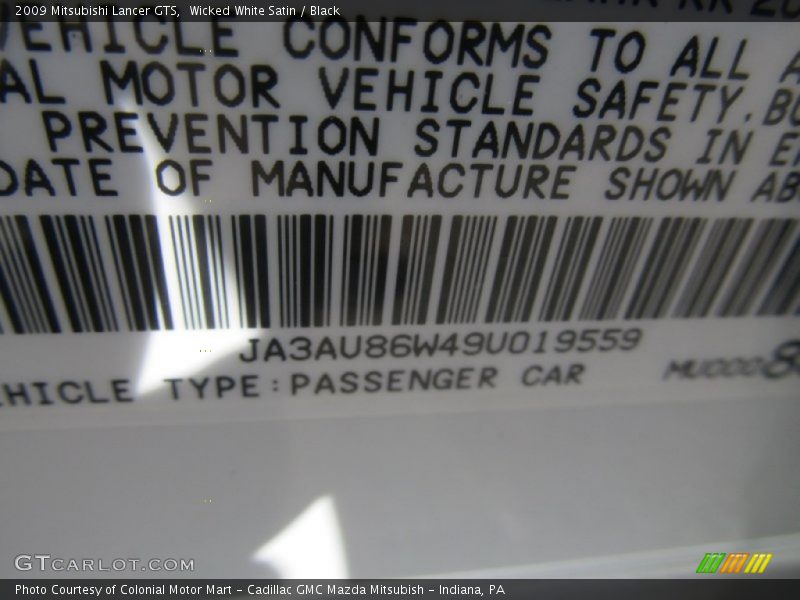 2009 Mitsubishi Lancer GTS, Wicked White Satin / Black
VEHICLE CONFORMS TO ALL
AL MOTOR VEHICLE SAFETY,
PREVENTION STANDARDS IN
DATE OF MANUFACTURE SHOWN AB
JA3AU86W49U019559
EHICLE TYPE:PASSENGER CAR
GTCARLOT.COM
Photo Courtesy of Colonial Motor Mart - Cadillac GMC Mazda Mitsubish - Indiana, PA